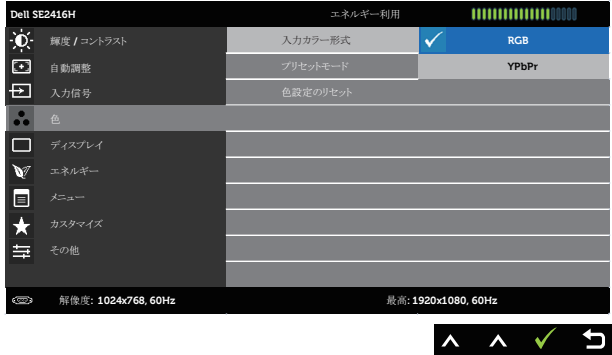 Dell SE2416H エネルギー利用
輝度 / コントラスト 入力カラー形式 RGB
自動調整 プリセットモード YPbPr
入力信号 色設定のリセット
色
ディスプレイ
エネルギー
メニュー
カスタマイズ
その他
解像度: 1024x768, 60Hz 最高: 1920x1080, 60Hz